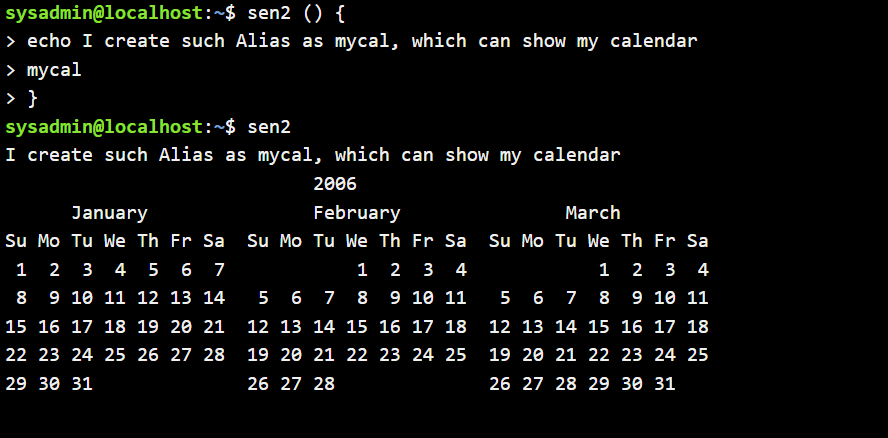 sysadmin@localhost:~$ sen2 () {
> echo I create such Alias as mycal, which can show my calendar
> mycal
> }
sysadmin@localhost:~$ sen2
I create such Alias as mycal, which can show my calendar
                            2006
      January               February               March
Su Mo Tu We Th Fr Sa  Su Mo Tu We Th Fr Sa  Su Mo Tu We Th Fr Sa
 1  2  3  4  5  6  7            1  2  3  4            1  2  3  4
 8  9 10 11 12 13 14   5  6  7  8  9 10 11   5  6  7  8  9 10 11
15 16 17 18 19 20 21  12 13 14 15 16 17 18  12 13 14 15 16 17 18
22 23 24 25 26 27 28  19 20 21 22 23 24 25  19 20 21 22 23 24 25
29 30 31              26 27 28              26 27 28 29 30 31